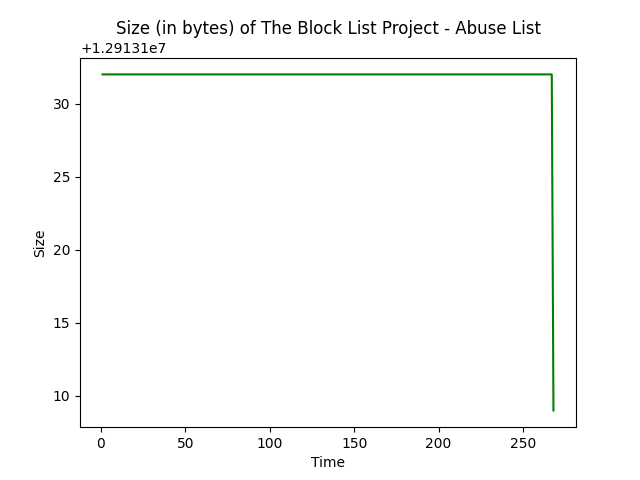 Size (in bytes) of The Block List Project - Abuse List
+1.29131e7
30
25
20
15
10
Size
0 50 100 150 200 250
Time